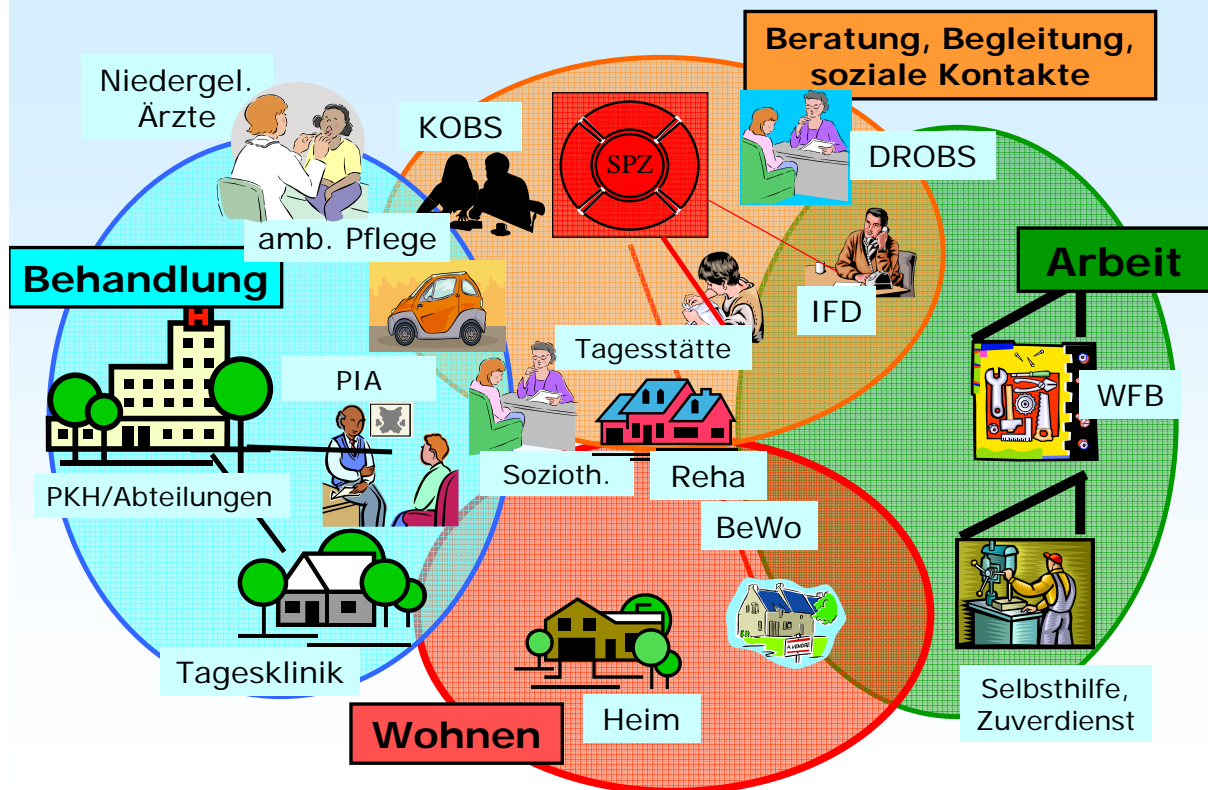 Beratung, Begleitung,
soziale Kontakte
Niedergel.
Ärzte
KOBS
SPZ
DROBS
amb. Pflege
Behandlung
Arbeit
H
IFD
Tagesstätte
PIA
WFB
PKH/Abteilungen
Sozioth.
Reha
BeWo
A VENDRE
Tagesklinik
Heim
Selbsthilfe,
Zuverdienst
Wohnen